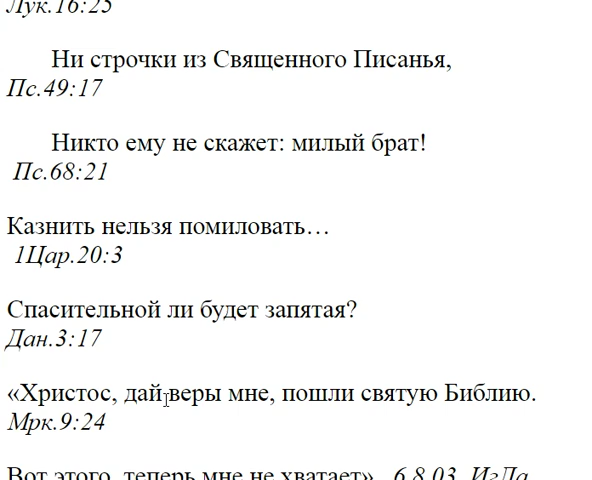 Лук.16:25
Ни строчки из Священного Писанья,
Пс.49:17
Никто ему не скажет: милый брат!
Пс.68:21
Казнить нельзя помиловать…
1Цар.20:3
Спасительной ли будет запятая?
Дан.3:17
«Христос, дай веры мне, пошли святую Библию.
Мрк.9:24
Вот этого, теперь мне не хватает». 6.8.03. ИгЛа